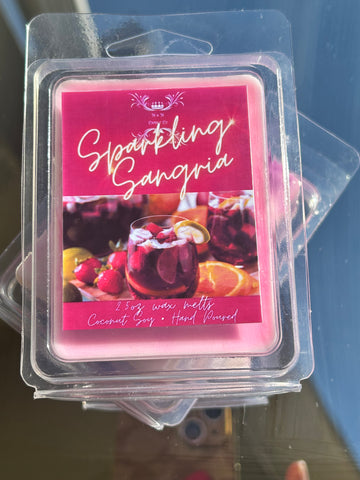 Sparkling
Sangria
2.5oz wax melts
Coconut Soy • Hand Poured